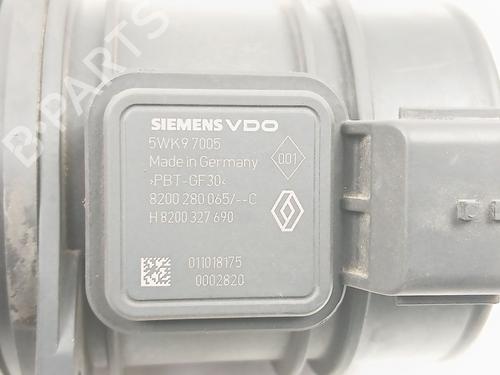 SIEMENS VDO
5WK9 7005
Made in Germany
001
>PBT-GF30<
8200 280 065/--C
H 8200 327 690
011018175
0002820
B-PARTS